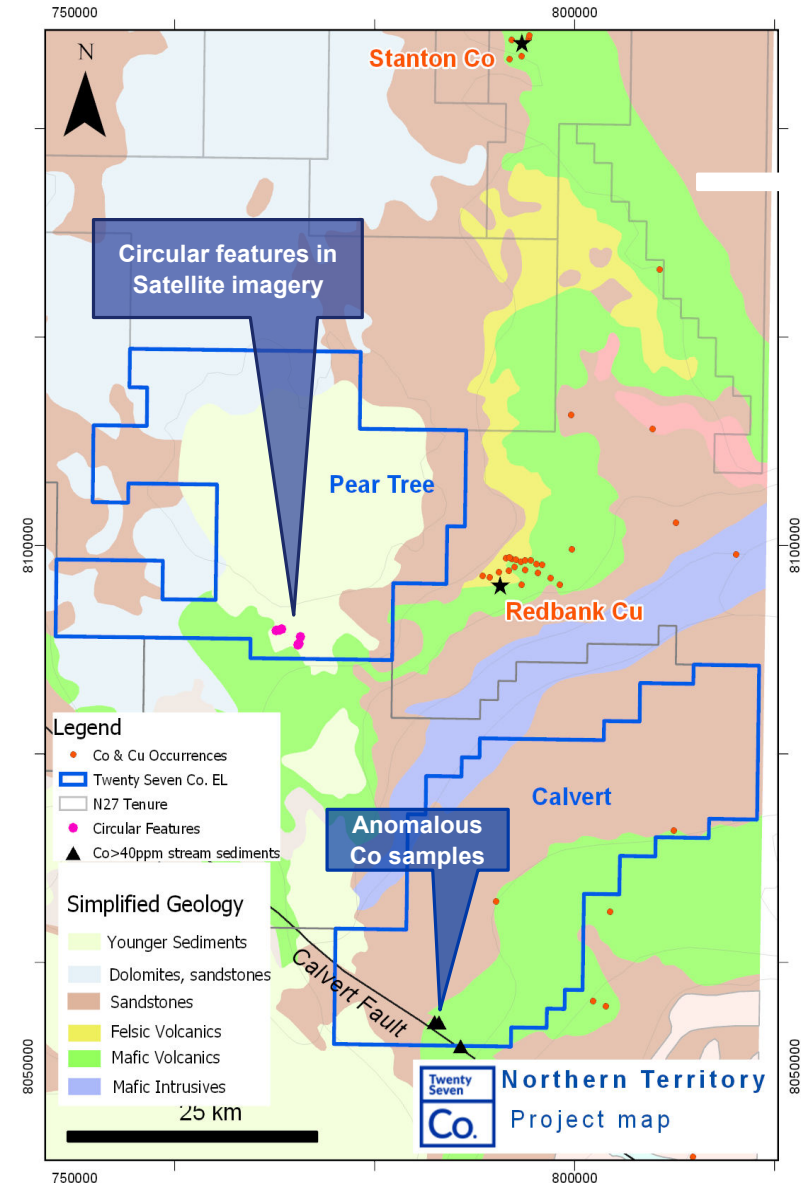 750000
800000
N
Stanton Co
Circular features in
Satellite imagery
Pear Tree
8100000
8100000
Redbank Cu
Legend
Co & Cu Occurrences
Twenty Seven Co. EL
N27 Tenure
Circular Features
Co>40ppm stream sediments
Calvert
Anomalous
Co samples
Simplified Geology
Younger Sediments
Dolomites, sandstones
Sandstones
Felsic Volcanics
Mafic Volcanics
Mafic Intrusives
Calvert Fault
8050000
8050000
25 km
Twenty
Seven
Co.
Northern Territory
Project map
750000
800000